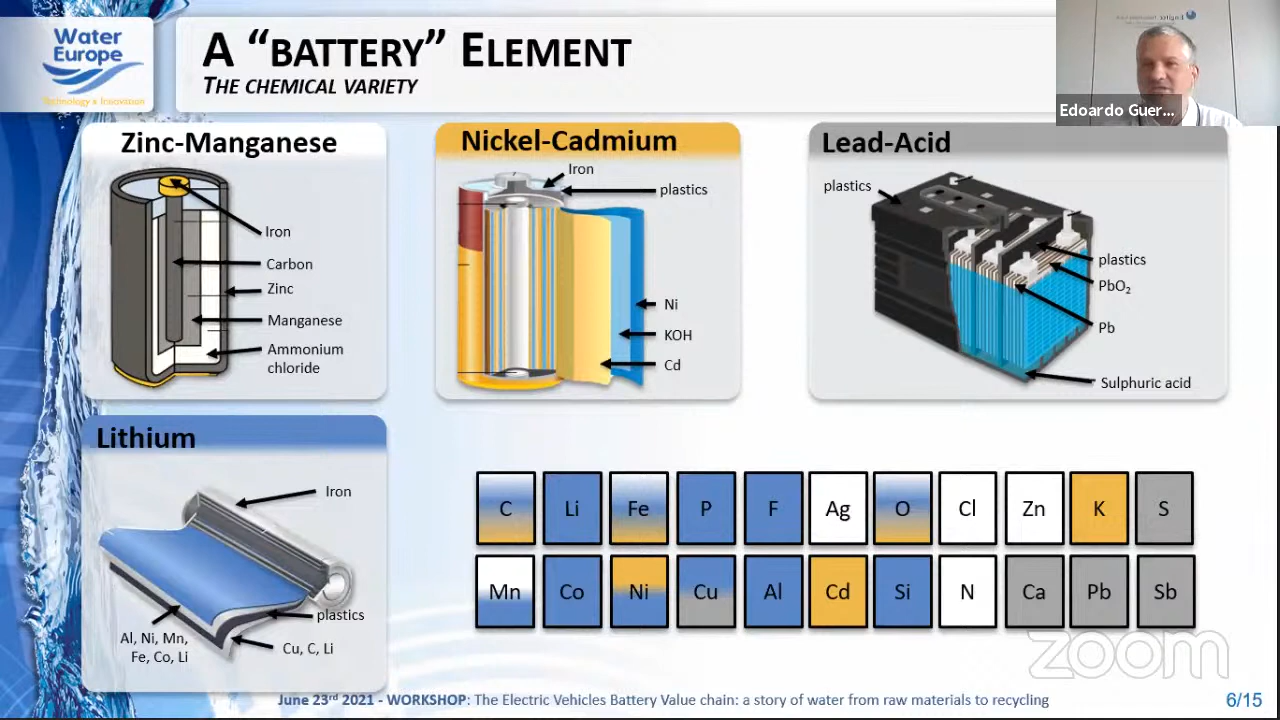 Water
Europe
Technology & Innovation
A “BATTERY” ELEMENT
THE CHEMICAL VARIETY
Edoardo Guer...
Zinc-Manganese
Iron
Carbon
Zinc
Manganese
Ammonium
chloride
Nickel-Cadmium
Iron
plastics
Ni
KOH
Cd
Lead-Acid
plastics
plastics
PbO₂
Pb
Sulphuric acid
Lithium
Iron
plastics
Al, Ni, Mn,
Fe, Co, Li
Cu, C, Li
C Li Fe P F Ag O Cl Zn K S
Mn Co Ni Cu Al Cd Si N Ca Pb Sb
zoom
June 23rd 2021 - WORKSHOP: The Electric Vehicles Battery Value chain: a story of water from raw materials to recycling
6/15